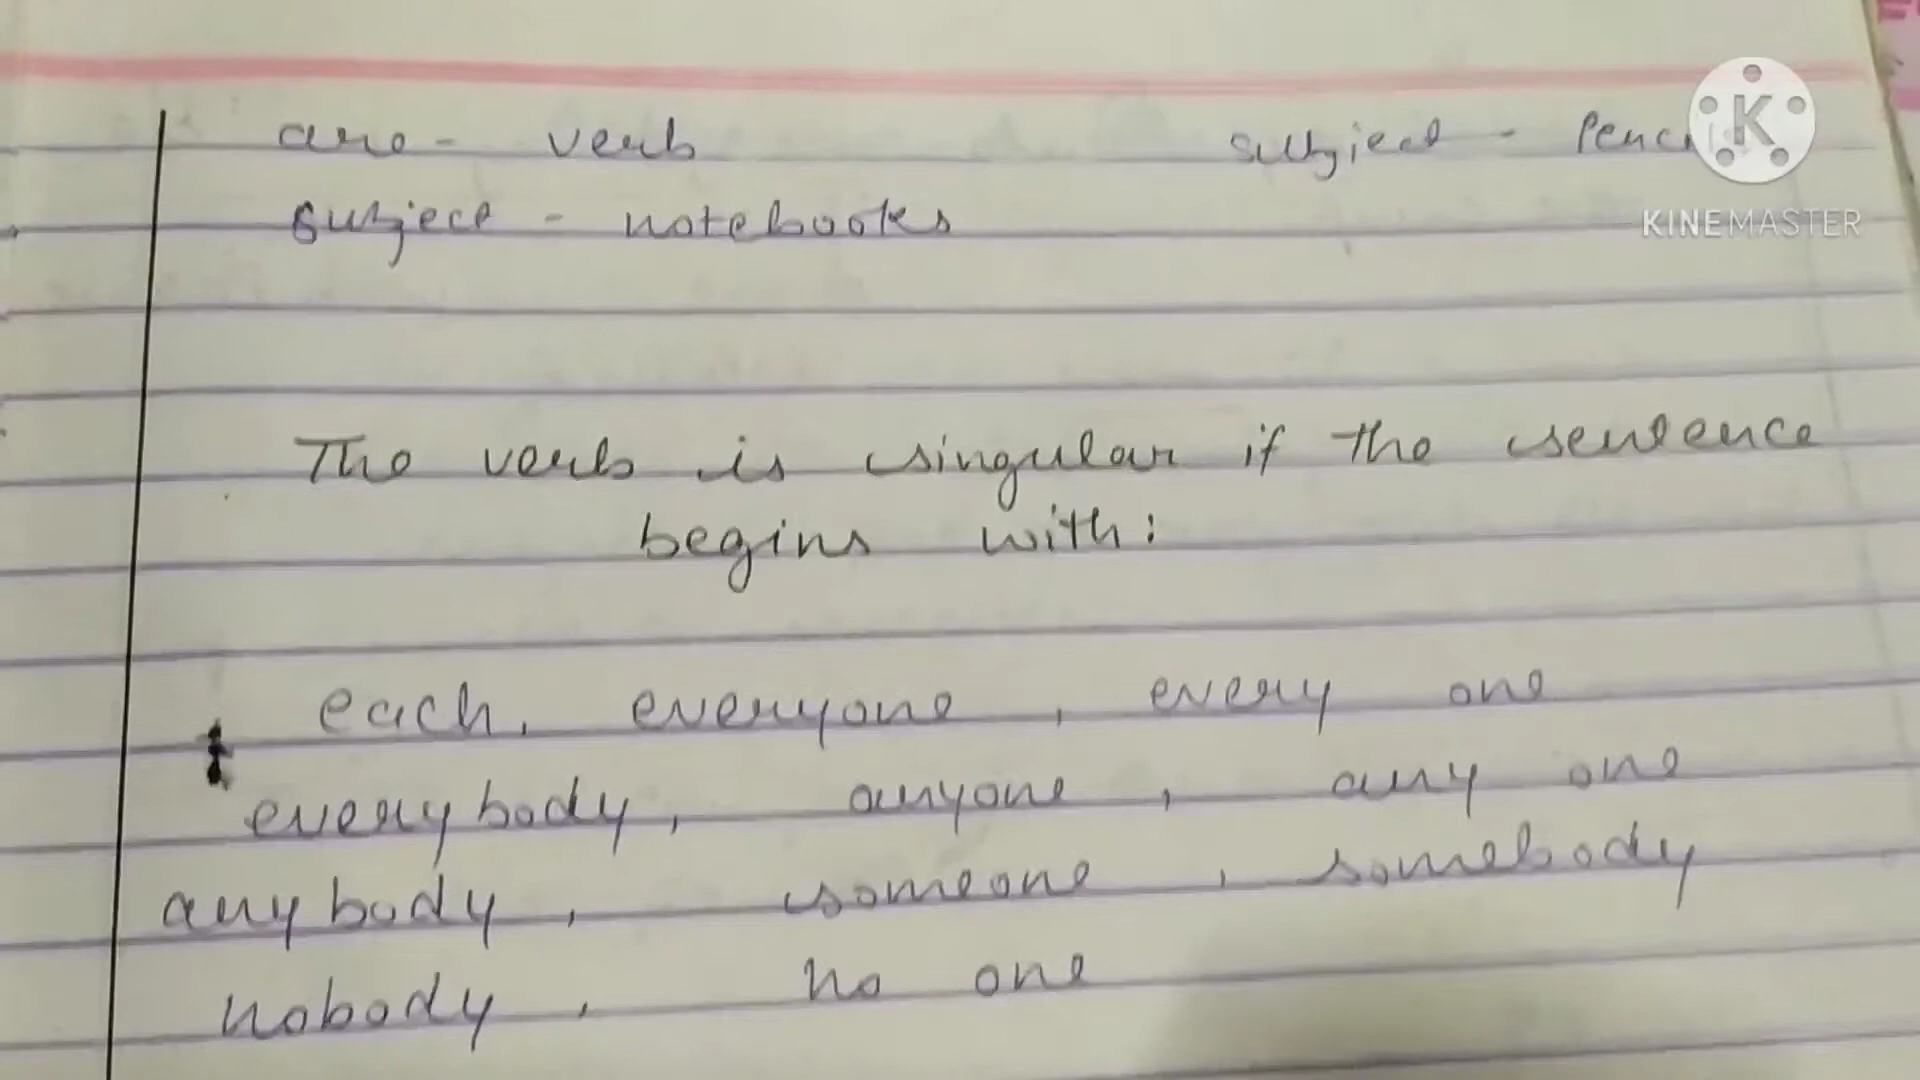 are - verb subject - Penc
subject - notebooks
The verb is singular if the sentence
begins with:
each, everyone, every one
everybody, anyone, any one
anybody, someone, somebody
nobody, no one
K
KINEMASTER